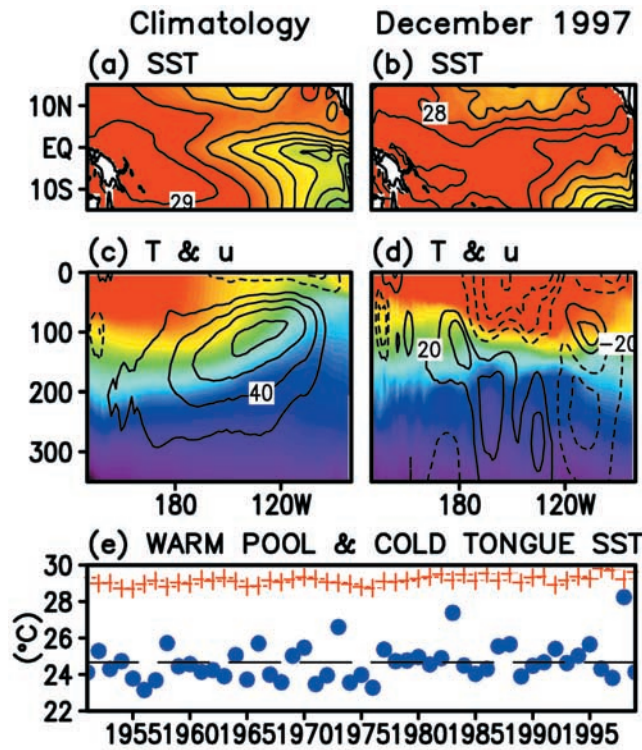 Climatology December 1997
(a) SST (b) SST
10N
EQ
10S
29
28
(c) T & u (d) T & u
0
100
200
300
40
20
-20
180 120W 180 120W
(e) WARM POOL & COLD TONGUE SST
(°C)
30
28
26
24
22
1955 1960 1965 1970 1975 1980 1985 1990 1995